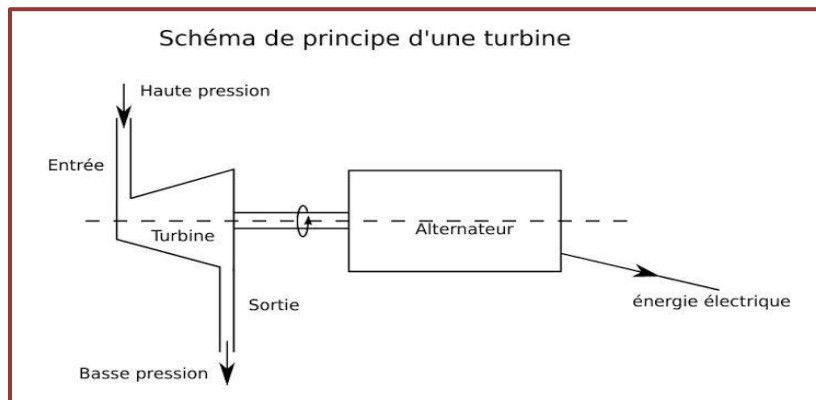 Schéma de principe d'une turbine
Haute pression
Entrée
Turbine
Alternateur
Sortie
énergie électrique
Basse pression